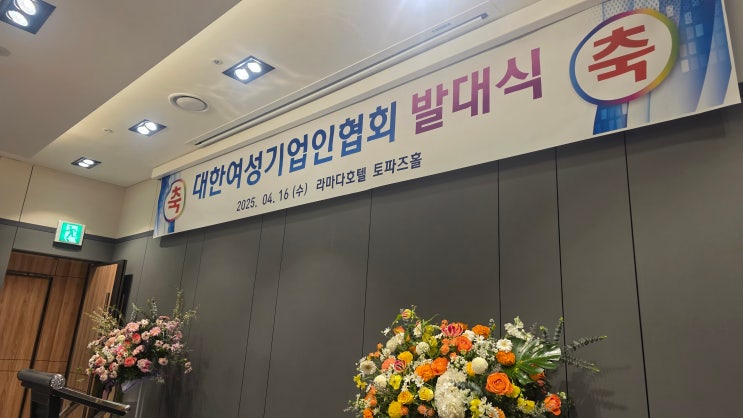 축 대한여성기업인협회 발대식 축
2025. 04. 16 (수) 라마다호텔 토파즈홀